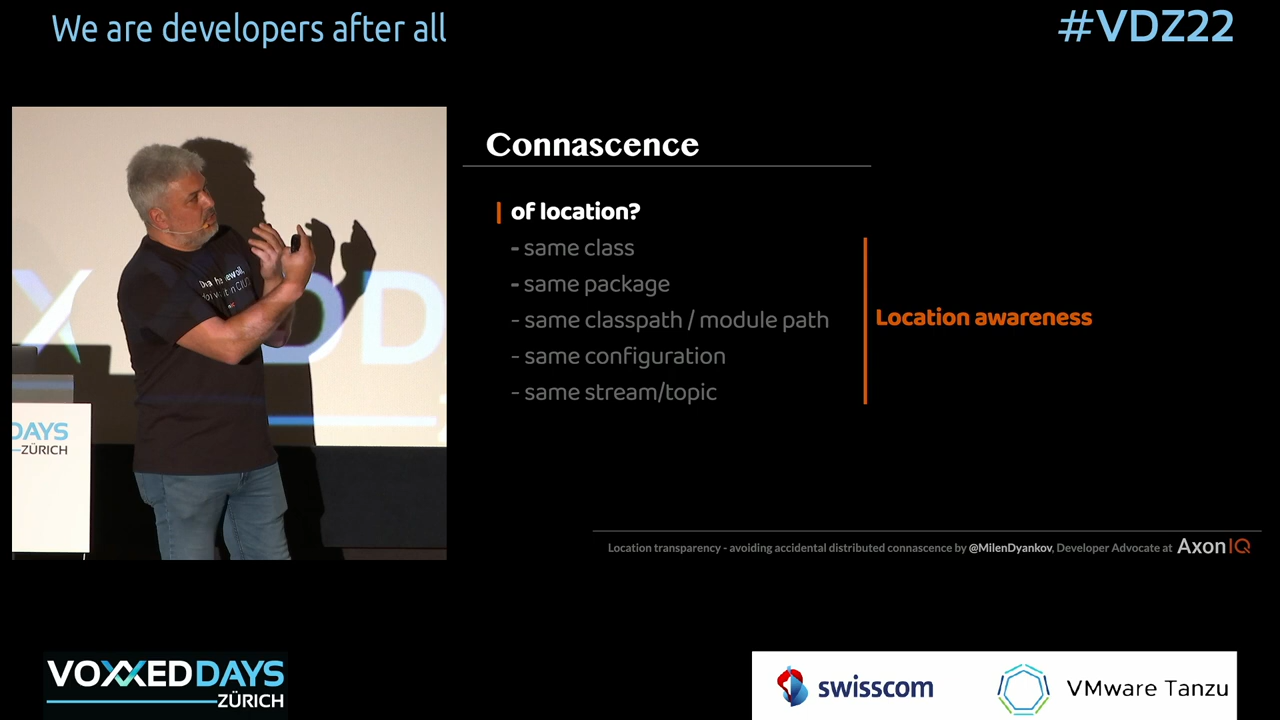 We are developers after all
#VDZ22
Connascence
of location?
- same class
- same package
- same classpath / module path
- same configuration
- same stream/topic
Location awareness
DAYS
ZÜRICH
Location transparency - avoiding accidental distributed connascence by @MilenDyankov, Developer Advocate at AxonIQ
VOXXED DAYS
ZÜRICH
swisscom
VMware Tanzu